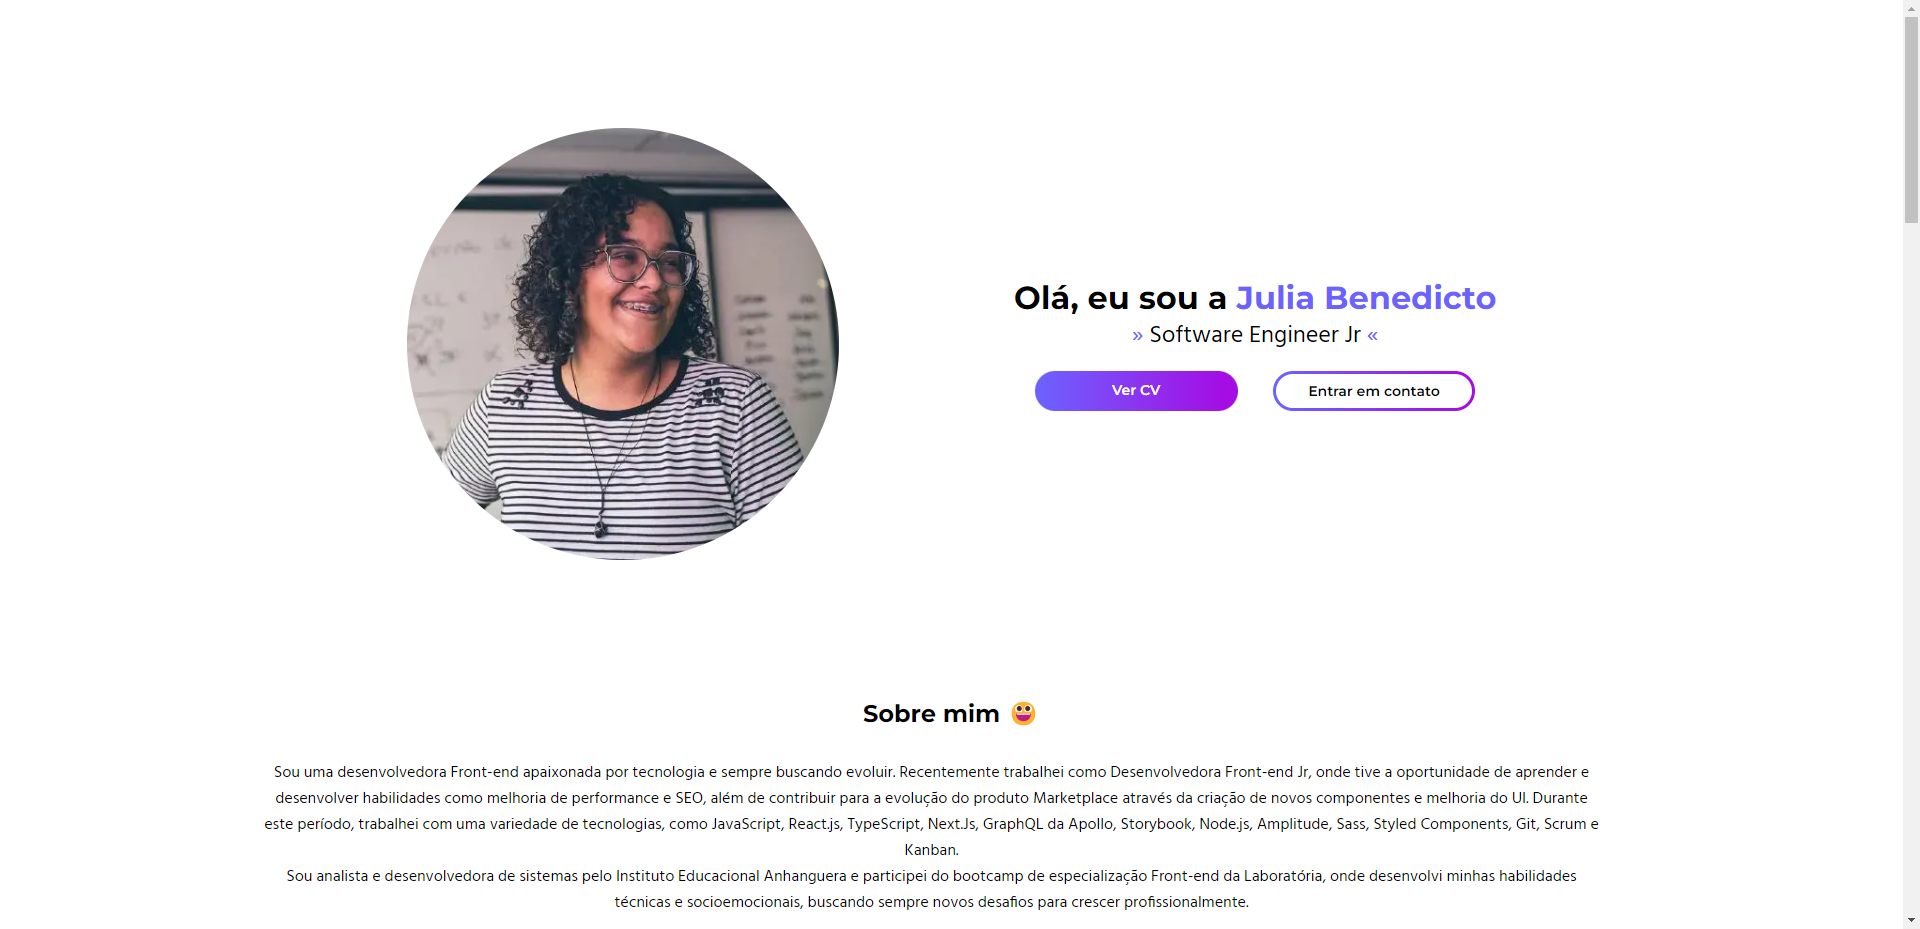 Olá, eu sou a Julia Benedicto
» Software Engineer Jr «
Ver CV
Entrar em contato
Sobre mim
Sou uma desenvolvedora Front-end apaixonada por tecnologia e sempre buscando evoluir. Recentemente trabalhei como Desenvolvedora Front-end Jr, onde tive a oportunidade de aprender e
desenvolver habilidades como melhoria de performance e SEO, além de contribuir para a evolução do produto Marketplace através da criação de novos componentes e melhoria do UI. Durante
este período, trabalhei com uma variedade de tecnologias, como JavaScript, React.js, TypeScript, Next.Js, GraphQL da Apollo, Storybook, Node.js, Amplitude, Sass, Styled Components, Git, Scrum e
Kanban.
Sou analista e desenvolvedora de sistemas pelo Instituto Educacional Anhanguera e participei do bootcamp de especialização Front-end da Laboratória, onde desenvolvi minhas habilidades
técnicas e socioemocionais, buscando sempre novos desafios para crescer profissionalmente.